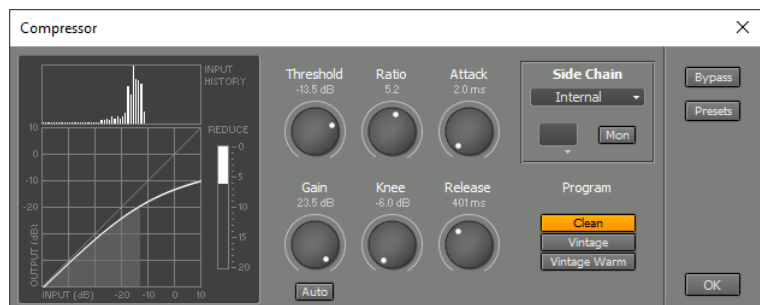 Compressor
INPUT
HISTORY
Threshold Ratio Attack
-13.5 dB 5.2 2.0 ms
Side Chain
Internal
Mon
Bypass
Presets
10
0
-10
-20
OUTPUT (dB)
INPUT (dB) -20 -10 0 10
REDUCE
0
-5
-10
-15
-20
Gain Knee Release
23.5 dB -6.0 dB 401 ms
Auto
Program
Clean
Vintage
Vintage Warm
OK